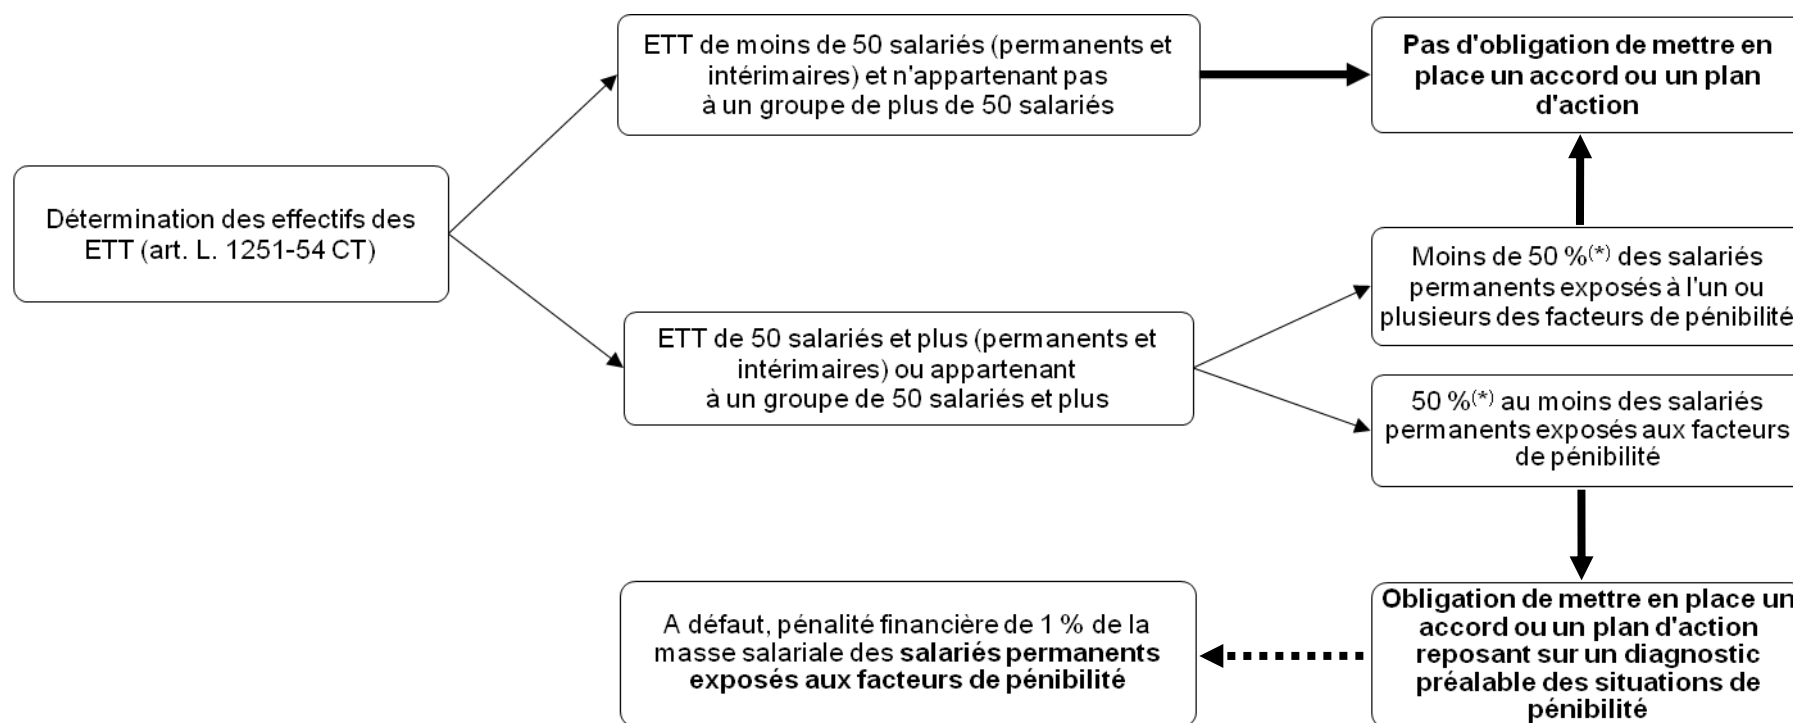 ETT de moins de 50 salariés (permanents et
intérimaires) et n'appartenant pas
à un groupe de plus de 50 salariés
Pas d'obligation de mettre en
place un accord ou un plan
d'action
Détermination des effectifs des
ETT (art. L. 1251-54 CT)
Moins de 50 %(*) des salariés
permanents exposés à l'un ou
plusieurs des facteurs de pénibilité
ETT de 50 salariés et plus (permanents et
intérimaires) ou appartenant
à un groupe de 50 salariés et plus
50 %(*) au moins des salariés
permanents exposés aux facteurs
de pénibilité
Obligation de mettre en place un
accord ou un plan d'action
reposant sur un diagnostic
préalable des situations de
pénibilité
A défaut, pénalité financière de 1 % de la
masse salariale des salariés permanents
exposés aux facteurs de pénibilité